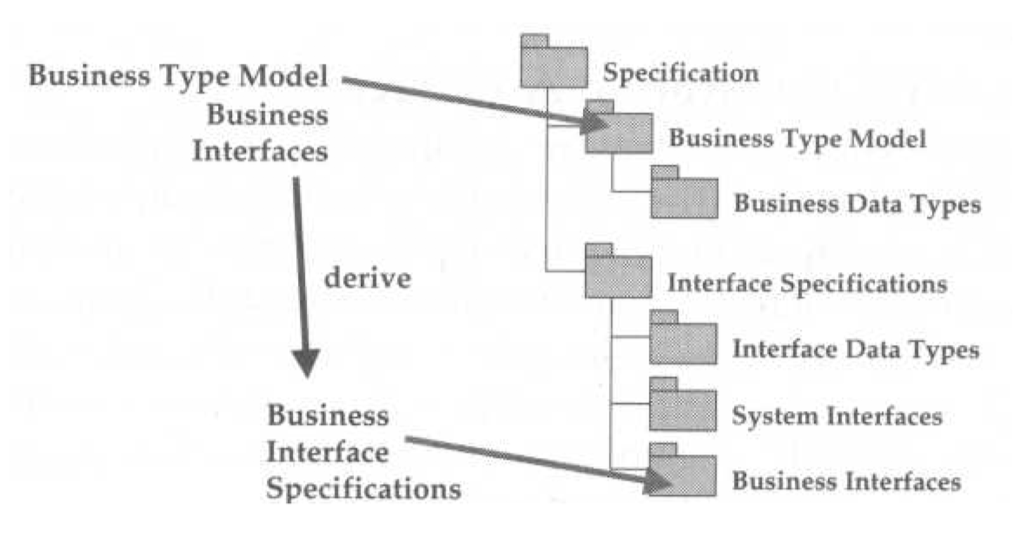 Business Type Model
Business
Interfaces
derive
Business
Interface
Specifications
Specification
Business Type Model
Business Data Types
Interface Specifications
Interface Data Types
System Interfaces
Business Interfaces